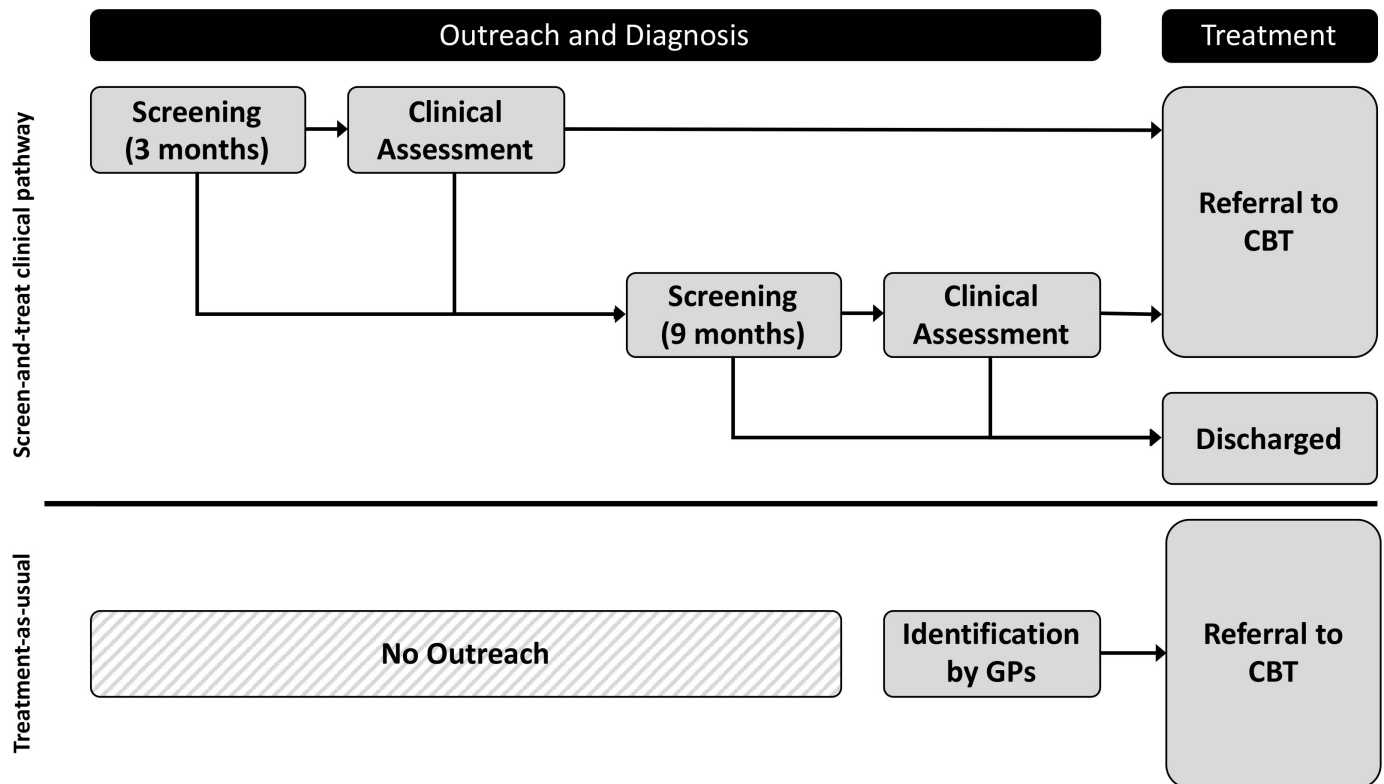 Outreach and Diagnosis
Treatment
Screen-and-treat clinical pathway
Screening
(3 months)
Clinical
Assessment
Referral to
CBT
Screening
(9 months)
Clinical
Assessment
Discharged
Treatment-as-usual
No Outreach
Identification
by GPs
Referral to
CBT